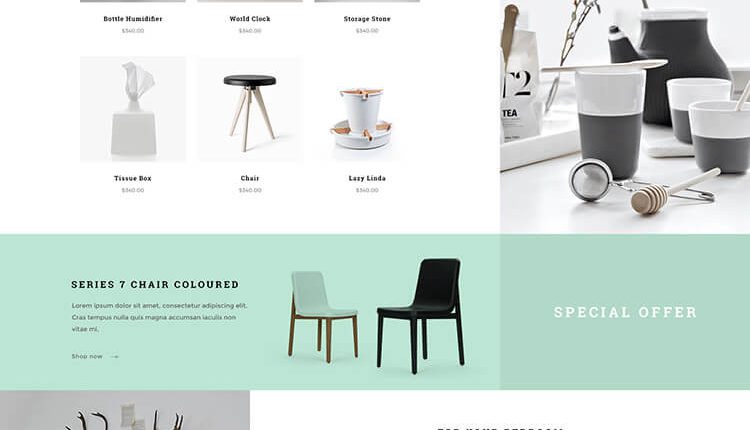 Bottle Humidifier
$340.00
World Clock
$340.00
Storage Stone
$340.00
Tissue Box
$340.00
Chair
$340.00
Lazy Linda
$340.00
TEA
SERIES 7 CHAIR COLOURED
Lorem ipsum dolor sit amet, consectetur adipiscing elit.
Cras tempus nulla quis magna accumsan iaculis non
vitae mi.
Shop now
SPECIAL OFFER